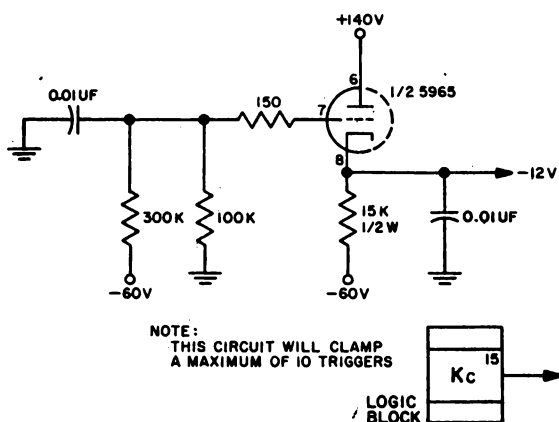 +140V
6
1/2 5965
0.01UF
150
7
8
-12V
300K
100K
15K
1/2W
0.01UF
-60V
-60V
NOTE:
THIS CIRCUIT WILL CLAMP
A MAXIMUM OF 10 TRIGGERS
15
Kc
LOGIC
BLOCK